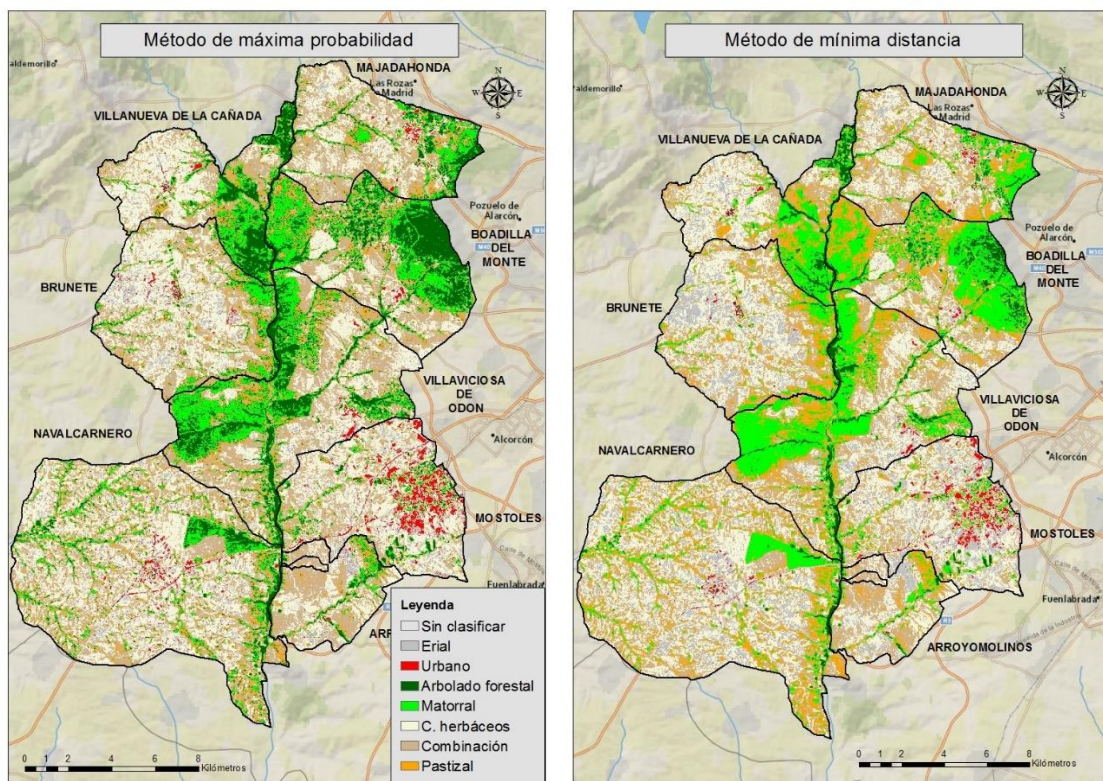 Método de máxima probabilidad
MAJADAHONDA
Las Rozas
Madrid
aldemorillo
N
W
E
S
VILLANUEVA DE LA CAÑADA
Pozuelo de
Alarcón
BOADILLA
DEL
MONTE
BRUNETE
VILLAVICIOSA
DE
ODON
Alcorcón
NAVALCARNERO
MOSTOLES
Fuenlabrada
ARR
Leyenda
Sin clasificar
Erial
Urbano
Arbolado forestal
Matorral
C. herbáceos
Combinación
Pastizal
0 1 2 4 6 8
Kilómetros
Método de mínima distancia
MAJADAHONDA
Las Rozas
Madrid
aldemorillo
N
W
E
S
VILLANUEVA DE LA CAÑADA
Pozuelo de
Alarcón
BOADILLA
DEL
MONTE
BRUNETE
VILLAVICIOSA
DE
ODON
Alcorcón
NAVALCARNERO
MOSTOLES
Fuenlabrada
ARROYOMOLINOS
0 1 2 4 6 8
Kilómetros